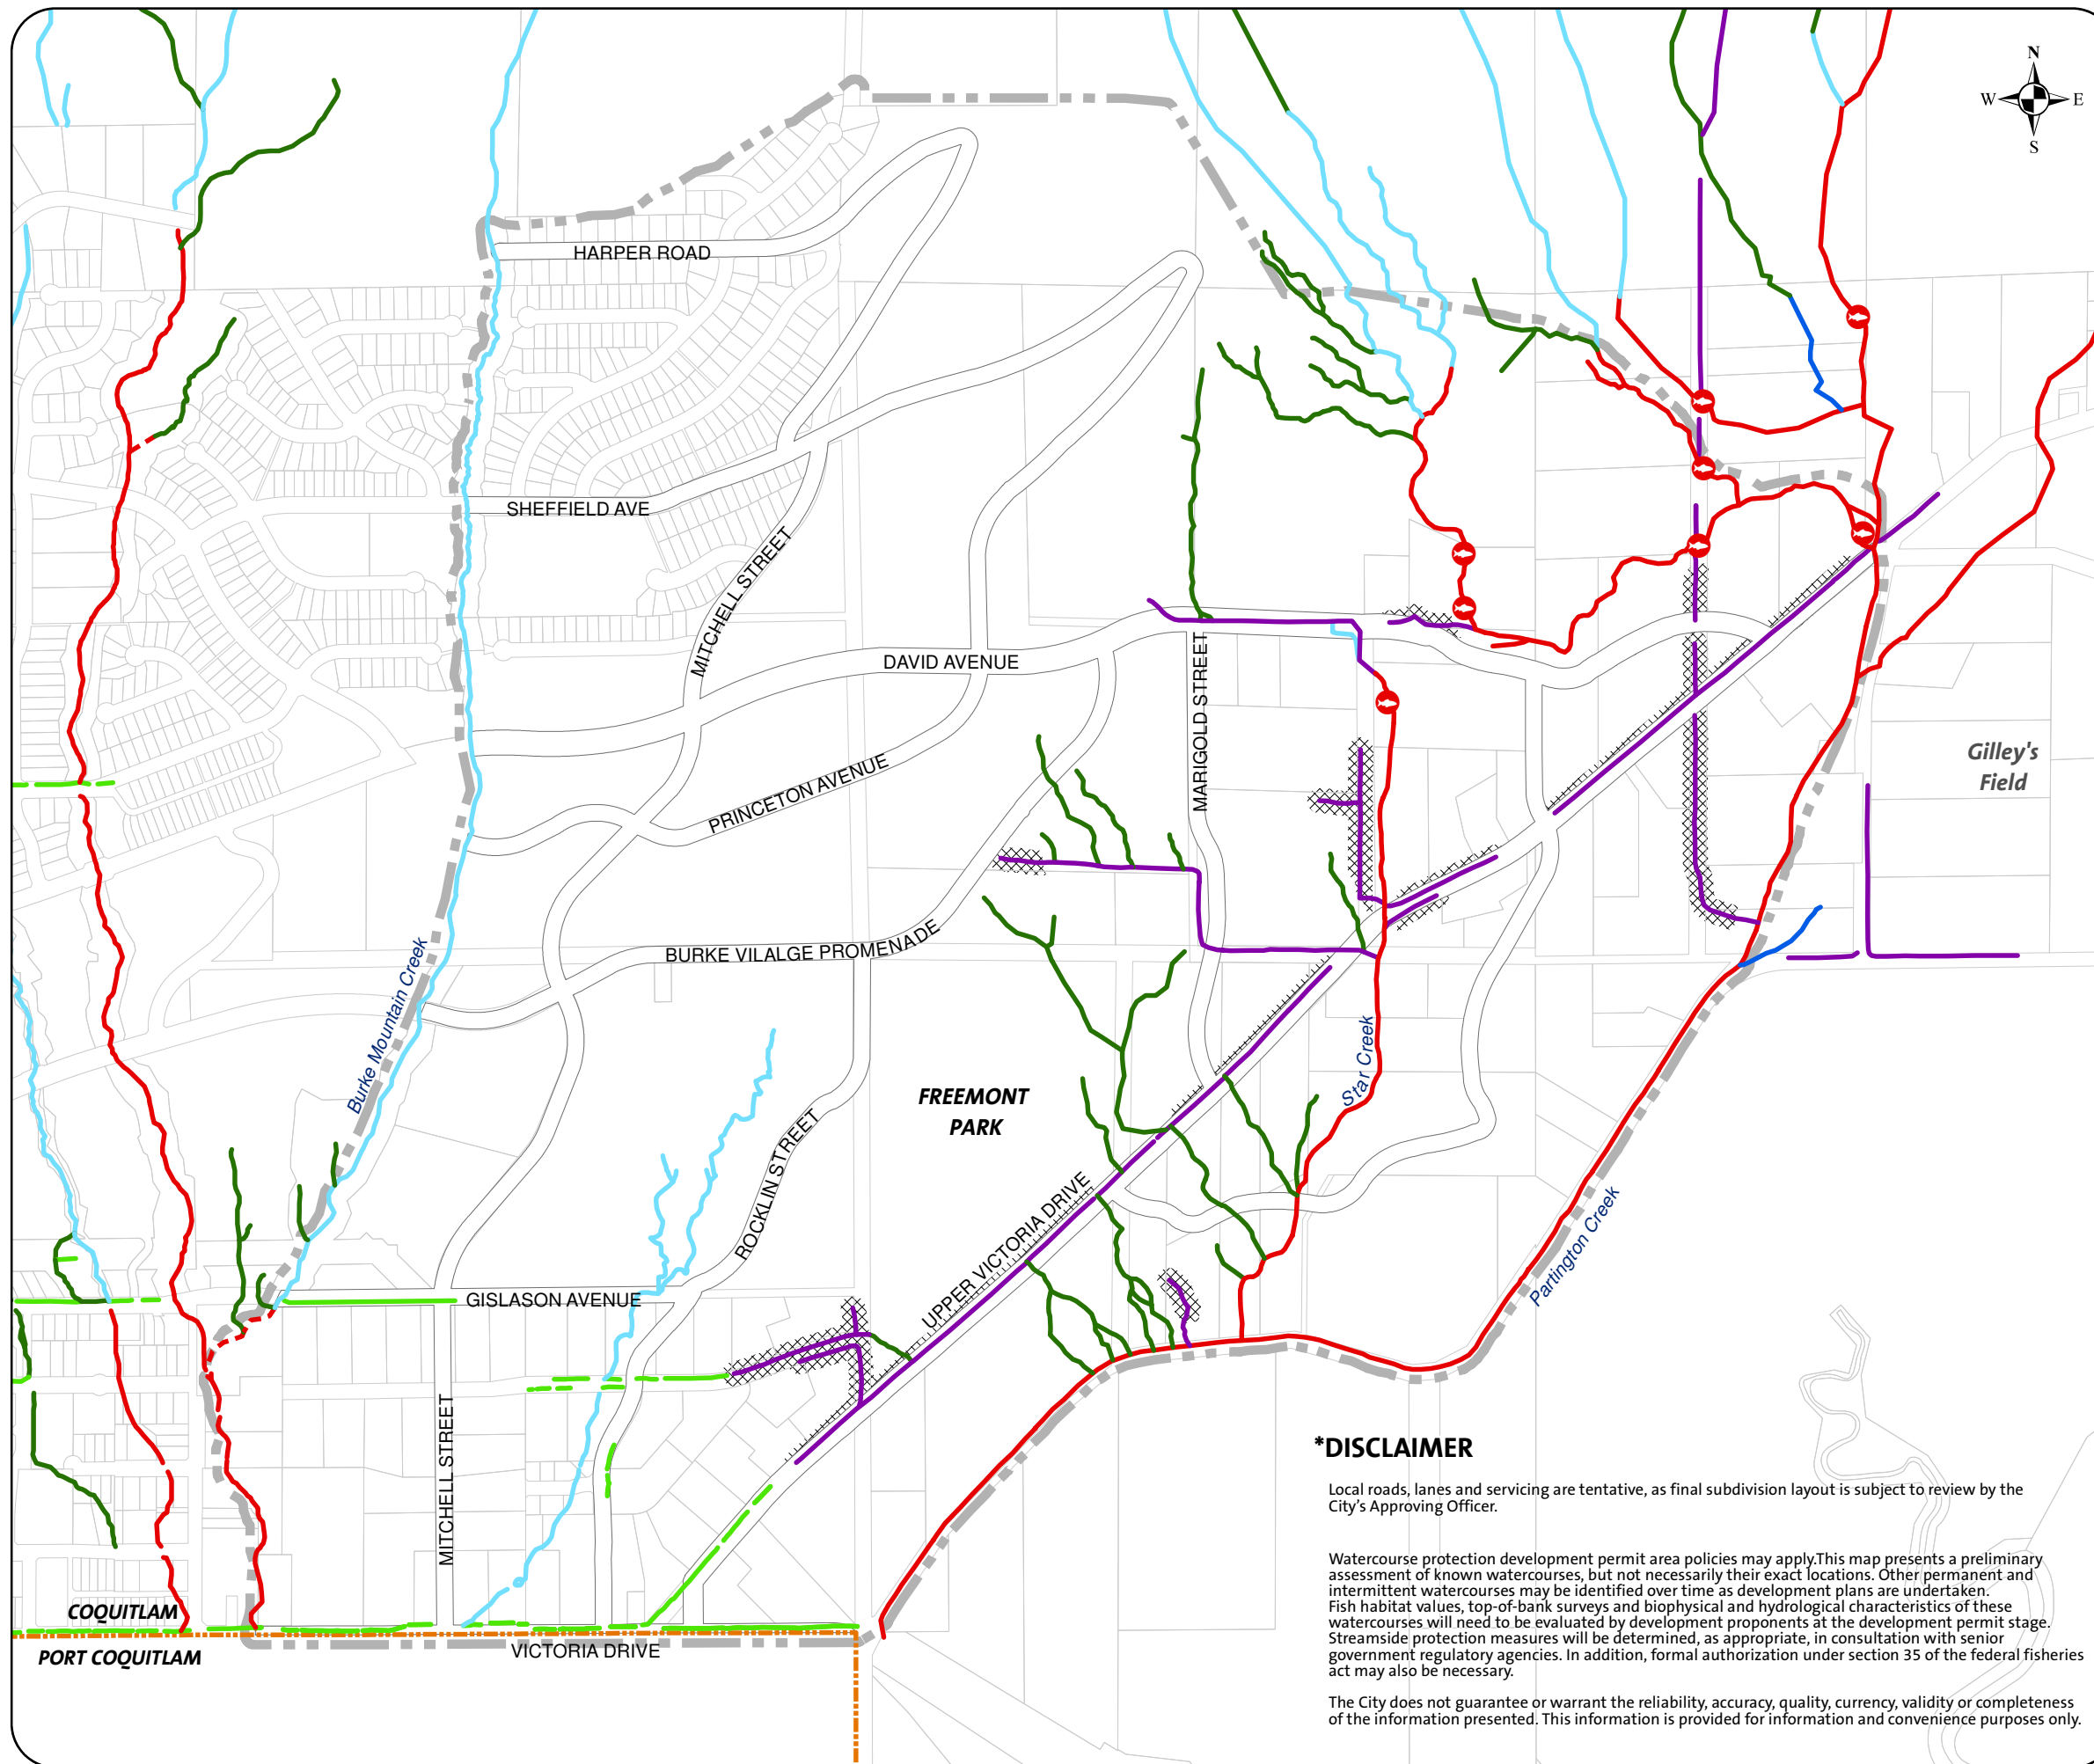 N
W E
S
HARPER ROAD
SHEFFIELD AVE
MITCHELL STREET
DAVID AVENUE
MARIGOLD STREET
PRINCETON AVENUE
Gilley's
Field
BURKE VILALGE PROMENADE
Burke Mountain Creek
Star Creek
FREEMONT
PARK
ROCKLIN STREET
UPPER VICTORIA DRIVE
Partington Creek
GISLASON AVENUE
MITCHELL STREET
COQUITLAM
PORT COQUITLAM
VICTORIA DRIVE
*DISCLAIMER
Local roads, lanes and servicing are tentative, as final subdivision layout is subject to review by the
City's Approving Officer.
Watercourse protection development permit area policies may apply.This map presents a preliminary
assessment of known watercourses, but not necessarily their exact locations. Other permanent and
intermittent watercourses may be identified over time as development plans are undertaken.
Fish habitat values, top-of-bank surveys and biophysical and hydrological characteristics of these
watercourses will need to be evaluated by development proponents at the development permit stage.
Streamside protection measures will be determined, as appropriate, in consultation with senior
government regulatory agencies. In addition, formal authorization under section 35 of the federal fisheries
act may also be necessary.
The City does not guarantee or warrant the reliability, accuracy, quality, currency, validity or completeness
of the information presented. This information is provided for information and convenience purposes only.